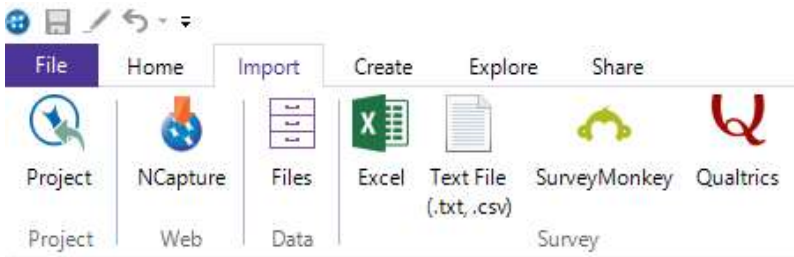 File Home Import Create Explore Share
Project NCapture Files Excel Text File SurveyMonkey Qualtrics
(.txt, .csv)
Project Web Data Survey